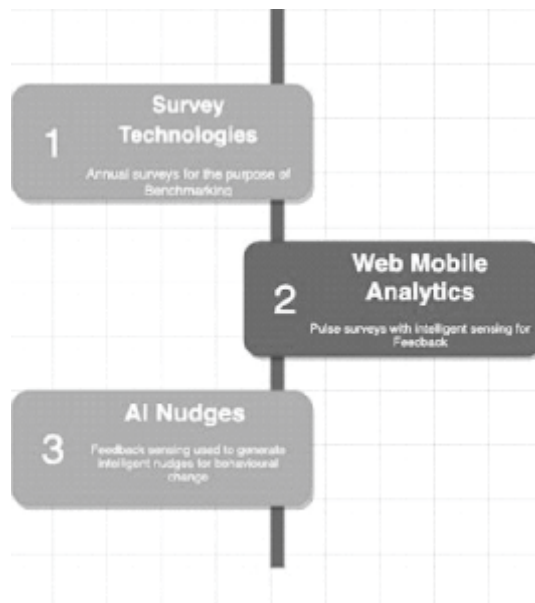 1
Survey
Technologies
Annual surveys for the purpose of
Benchmarking
2
Web Mobile
Analytics
Pulse surveys with intelligent sensing for
Feedback
3
AI Nudges
Feedback sensing used to generate
intelligent nudges for behavioural
change